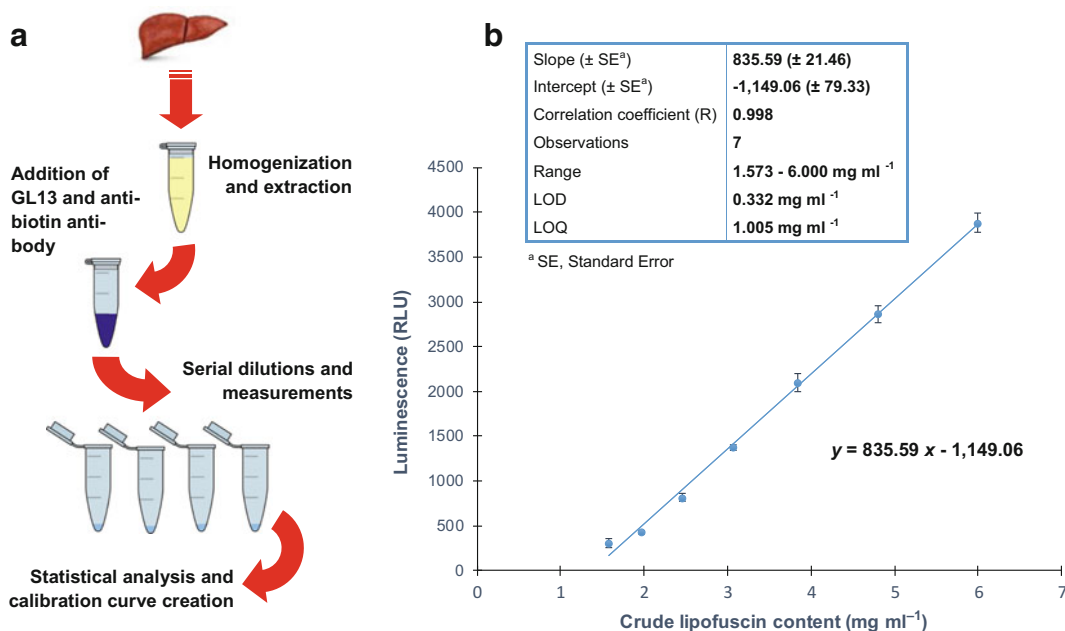 a
Homogenization
and extraction
Addition of
GL13 and anti-
biotin anti-
body
Serial dilutions and
measurements
Statistical analysis and
calibration curve creation
b
Slope (± SEᵃ) 835.59 (± 21.46)
Intercept (± SEᵃ) -1,149.06 (± 79.33)
Correlation coefficient (R) 0.998
Observations 7
Range 1.573 - 6.000 mg ml ⁻¹
LOD 0.332 mg ml ⁻¹
LOQ 1.005 mg ml ⁻¹
ᵃ SE, Standard Error
Luminescence (RLU)
4500
4000
3500
3000
2500
2000
1500
1000
500
0
y = 835.59 x - 1,149.06
0 1 2 3 4 5 6 7
Crude lipofuscin content (mg ml⁻¹)